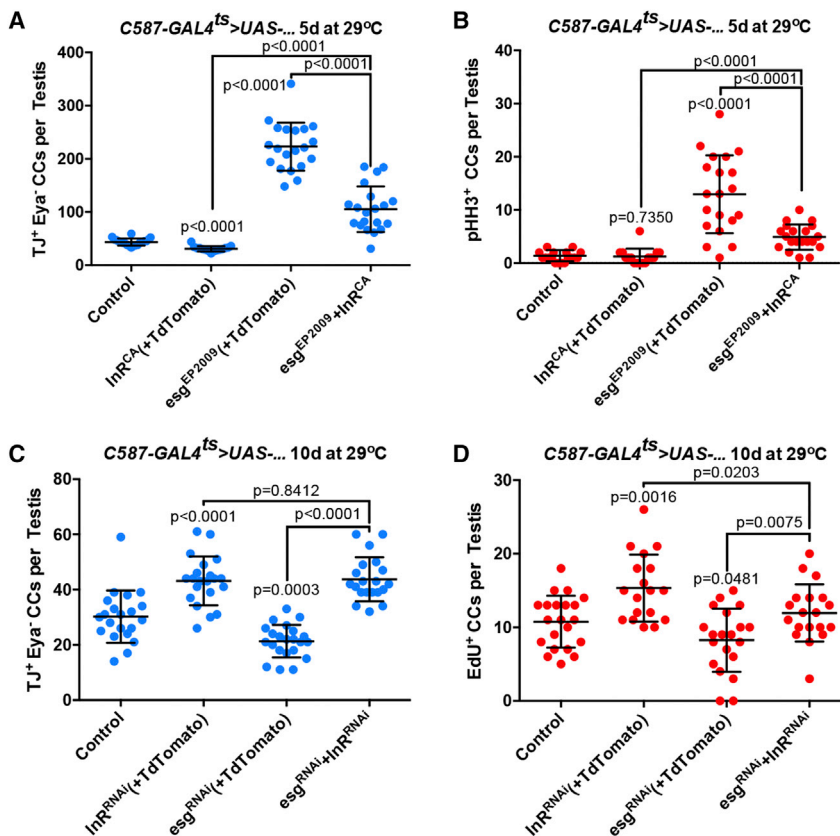 A
C587-GAL4ts>UAS-... 5d at 29ºC
p<0.0001
p<0.0001
p<0.0001
p<0.0001
TJ+ Eya- CCs per Testis
400
300
200
100
0
Control
InRCA(+TdTomato)
esgEP2009(+TdTomato)
esgEP2009+InRCA
B
C587-GAL4ts>UAS-... 5d at 29ºC
p<0.0001
p<0.0001
p<0.0001
p=0.7350
pHH3+ CCs per Testis
40
30
20
10
0
Control
InRCA(+TdTomato)
esgEP2009(+TdTomato)
esgEP2009+InRCA
C
C587-GAL4ts>UAS-... 10d at 29ºC
p=0.8412
p<0.0001
p<0.0001
p=0.0003
TJ+ Eya- CCs per Testis
80
60
40
20
0
Control
InRRNAi(+TdTomato)
esgRNAi(+TdTomato)
esgRNAi+InRRNAi
D
C587-GAL4ts>UAS-... 10d at 29ºC
p=0.0203
p=0.0016
p=0.0075
p=0.0481
EdU+ CCs per Testis
30
20
10
0
Control
InRRNAi(+TdTomato)
esgRNAi(+TdTomato)
esgRNAi+InRRNAi